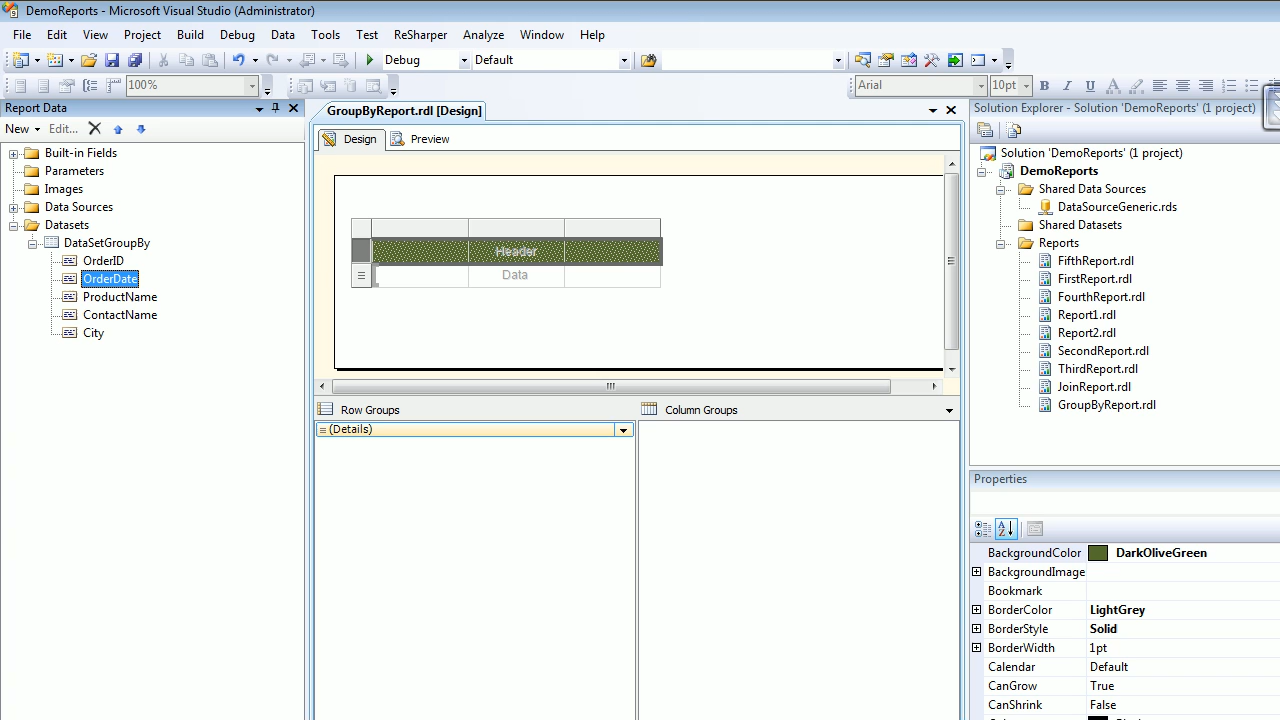 DemoReports - Microsoft Visual Studio (Administrator)
File Edit View Project Build Debug Data Tools Test ReSharper Analyze Window Help
Debug Default
100% Arial 10pt B I U A
Report Data
New Edit...
Built-in Fields
Parameters
Images
Data Sources
Datasets
DataSetGroupBy
OrderID
OrderDate
ProductName
ContactName
City
GroupByReport.rdl [Design]
Design Preview
Header
Data
Row Groups
(Details)
Column Groups
Solution Explorer - Solution 'DemoReports' (1 project)
Solution 'DemoReports' (1 project)
DemoReports
Shared Data Sources
DataSourceGeneric.rds
Shared Datasets
Reports
FifthReport.rdl
FirstReport.rdl
FourthReport.rdl
Report1.rdl
Report2.rdl
SecondReport.rdl
ThirdReport.rdl
JoinReport.rdl
GroupByReport.rdl
Properties
BackgroundColor DarkOliveGreen
BackgroundImage
Bookmark
BorderColor LightGrey
BorderStyle Solid
BorderWidth 1pt
Calendar Default
CanGrow True
CanShrink False